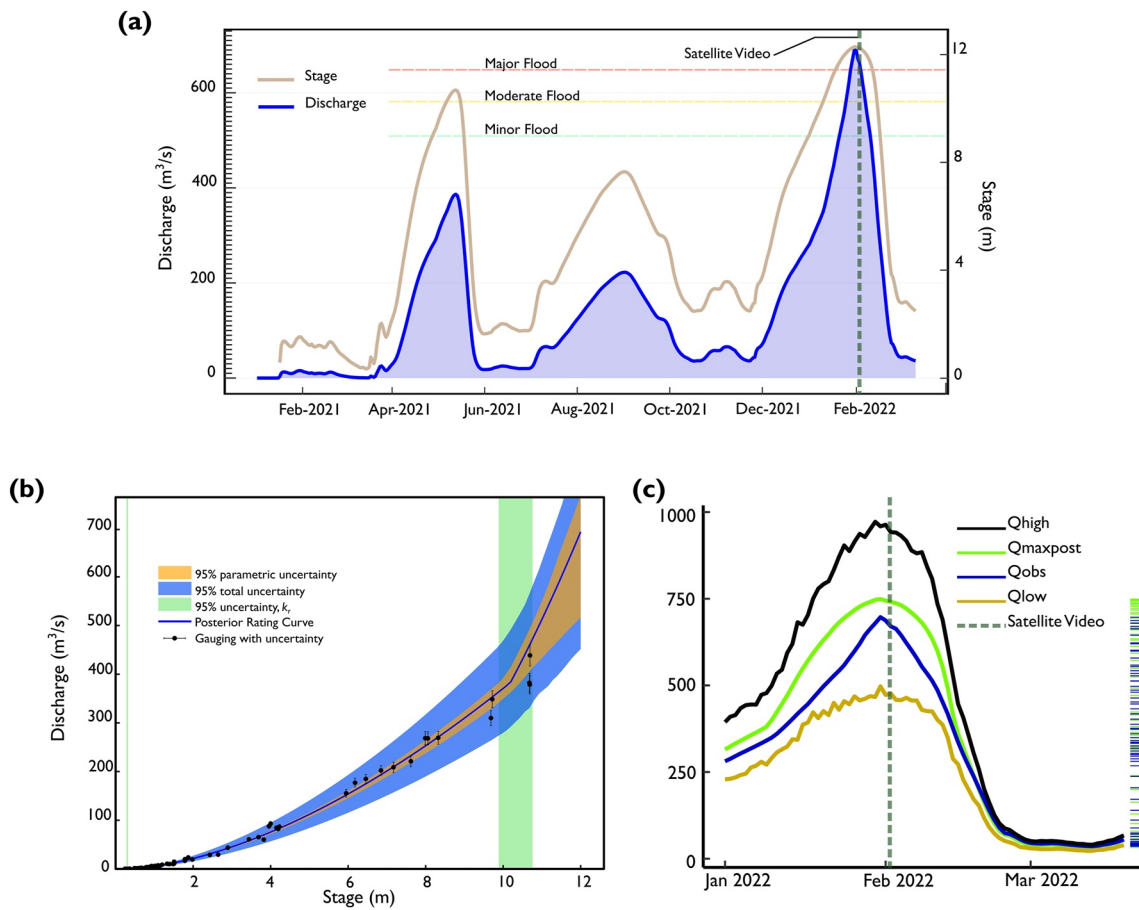 (a)
Satellite Video
Major Flood
Moderate Flood
Minor Flood
Stage
Discharge
Discharge (m³/s)
600
400
200
0
12
8
4
0
Stage (m)
Feb-2021 Apr-2021 Jun-2021 Aug-2021 Oct-2021 Dec-2021 Feb-2022
(b)
700
600
500
400
300
200
100
0
Discharge (m³/s)
95% parametric uncertainty
95% total uncertainty
95% uncertainty, kᵣ
Posterior Rating Curve
Gauging with uncertainty
2 4 6 8 10 12
Stage (m)
(c)
1000
750
500
250
0
Qhigh
Qmaxpost
Qobs
Qlow
Satellite Video
Jan 2022 Feb 2022 Mar 2022